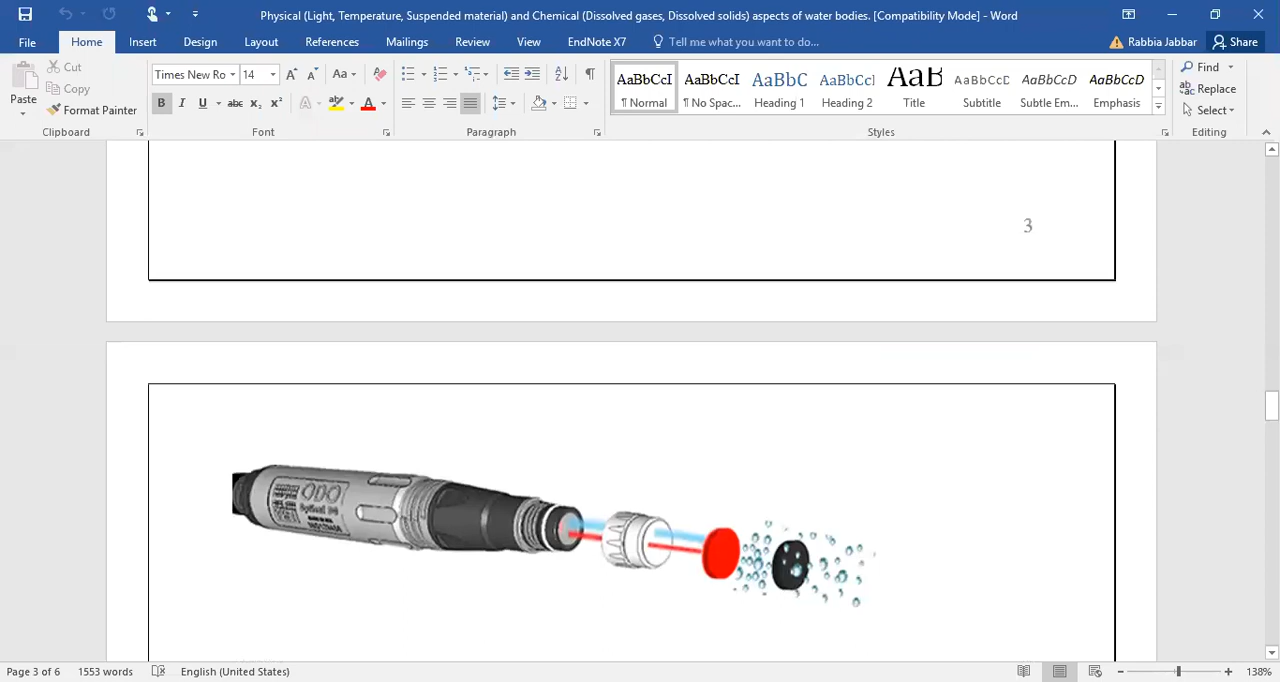 Physical (Light, Temperature, Suspended material) and Chemical (Dissolved gases, Dissolved solids) aspects of water bodies. [Compatibility Mode] - Word
File Home Insert Design Layout References Mailings Review View EndNote X7 Tell me what you want to do... Rabbia Jabbar Share
Paste
Cut
Copy
Format Painter
Clipboard
Times New Ro 14
Font
Paragraph
AaBbCcI ¶ Normal
AaBbCcI ¶ No Spac...
AaBbC Heading 1
AaBbCcI Heading 2
AaB Title
AaBbCcD Subtitle
AaBbCcD Subtle Em...
AaBbCcD Emphasis
Styles
Find
Replace
Select
Editing
3
ODO
Optical DO
Page 3 of 6 1553 words English (United States) 138%